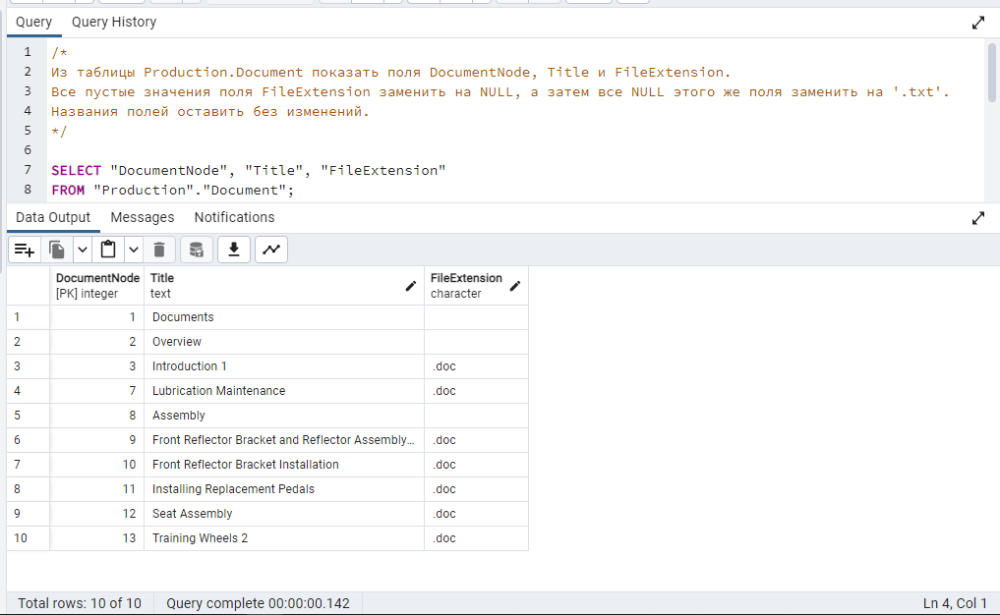 Query Query History
1 /*
2 Из таблицы Production.Document показать поля DocumentNode, Title и FileExtension.
3 Все пустые значения поля FileExtension заменить на NULL, а затем все NULL этого же поля заменить на '.txt'.
4 Названия полей оставить без изменений.
5 */
6
7 SELECT "DocumentNode", "Title", "FileExtension"
8 FROM "Production"."Document";
Data Output Messages Notifications
DocumentNode Title FileExtension
[PK] integer text character
1 1 Documents
2 2 Overview
3 3 Introduction 1 .doc
4 7 Lubrication Maintenance .doc
5 8 Assembly
6 9 Front Reflector Bracket and Reflector Assembly... .doc
7 10 Front Reflector Bracket Installation .doc
8 11 Installing Replacement Pedals .doc
9 12 Seat Assembly .doc
10 13 Training Wheels 2 .doc
Total rows: 10 of 10 Query complete 00:00:00.142 Ln 4, Col 1